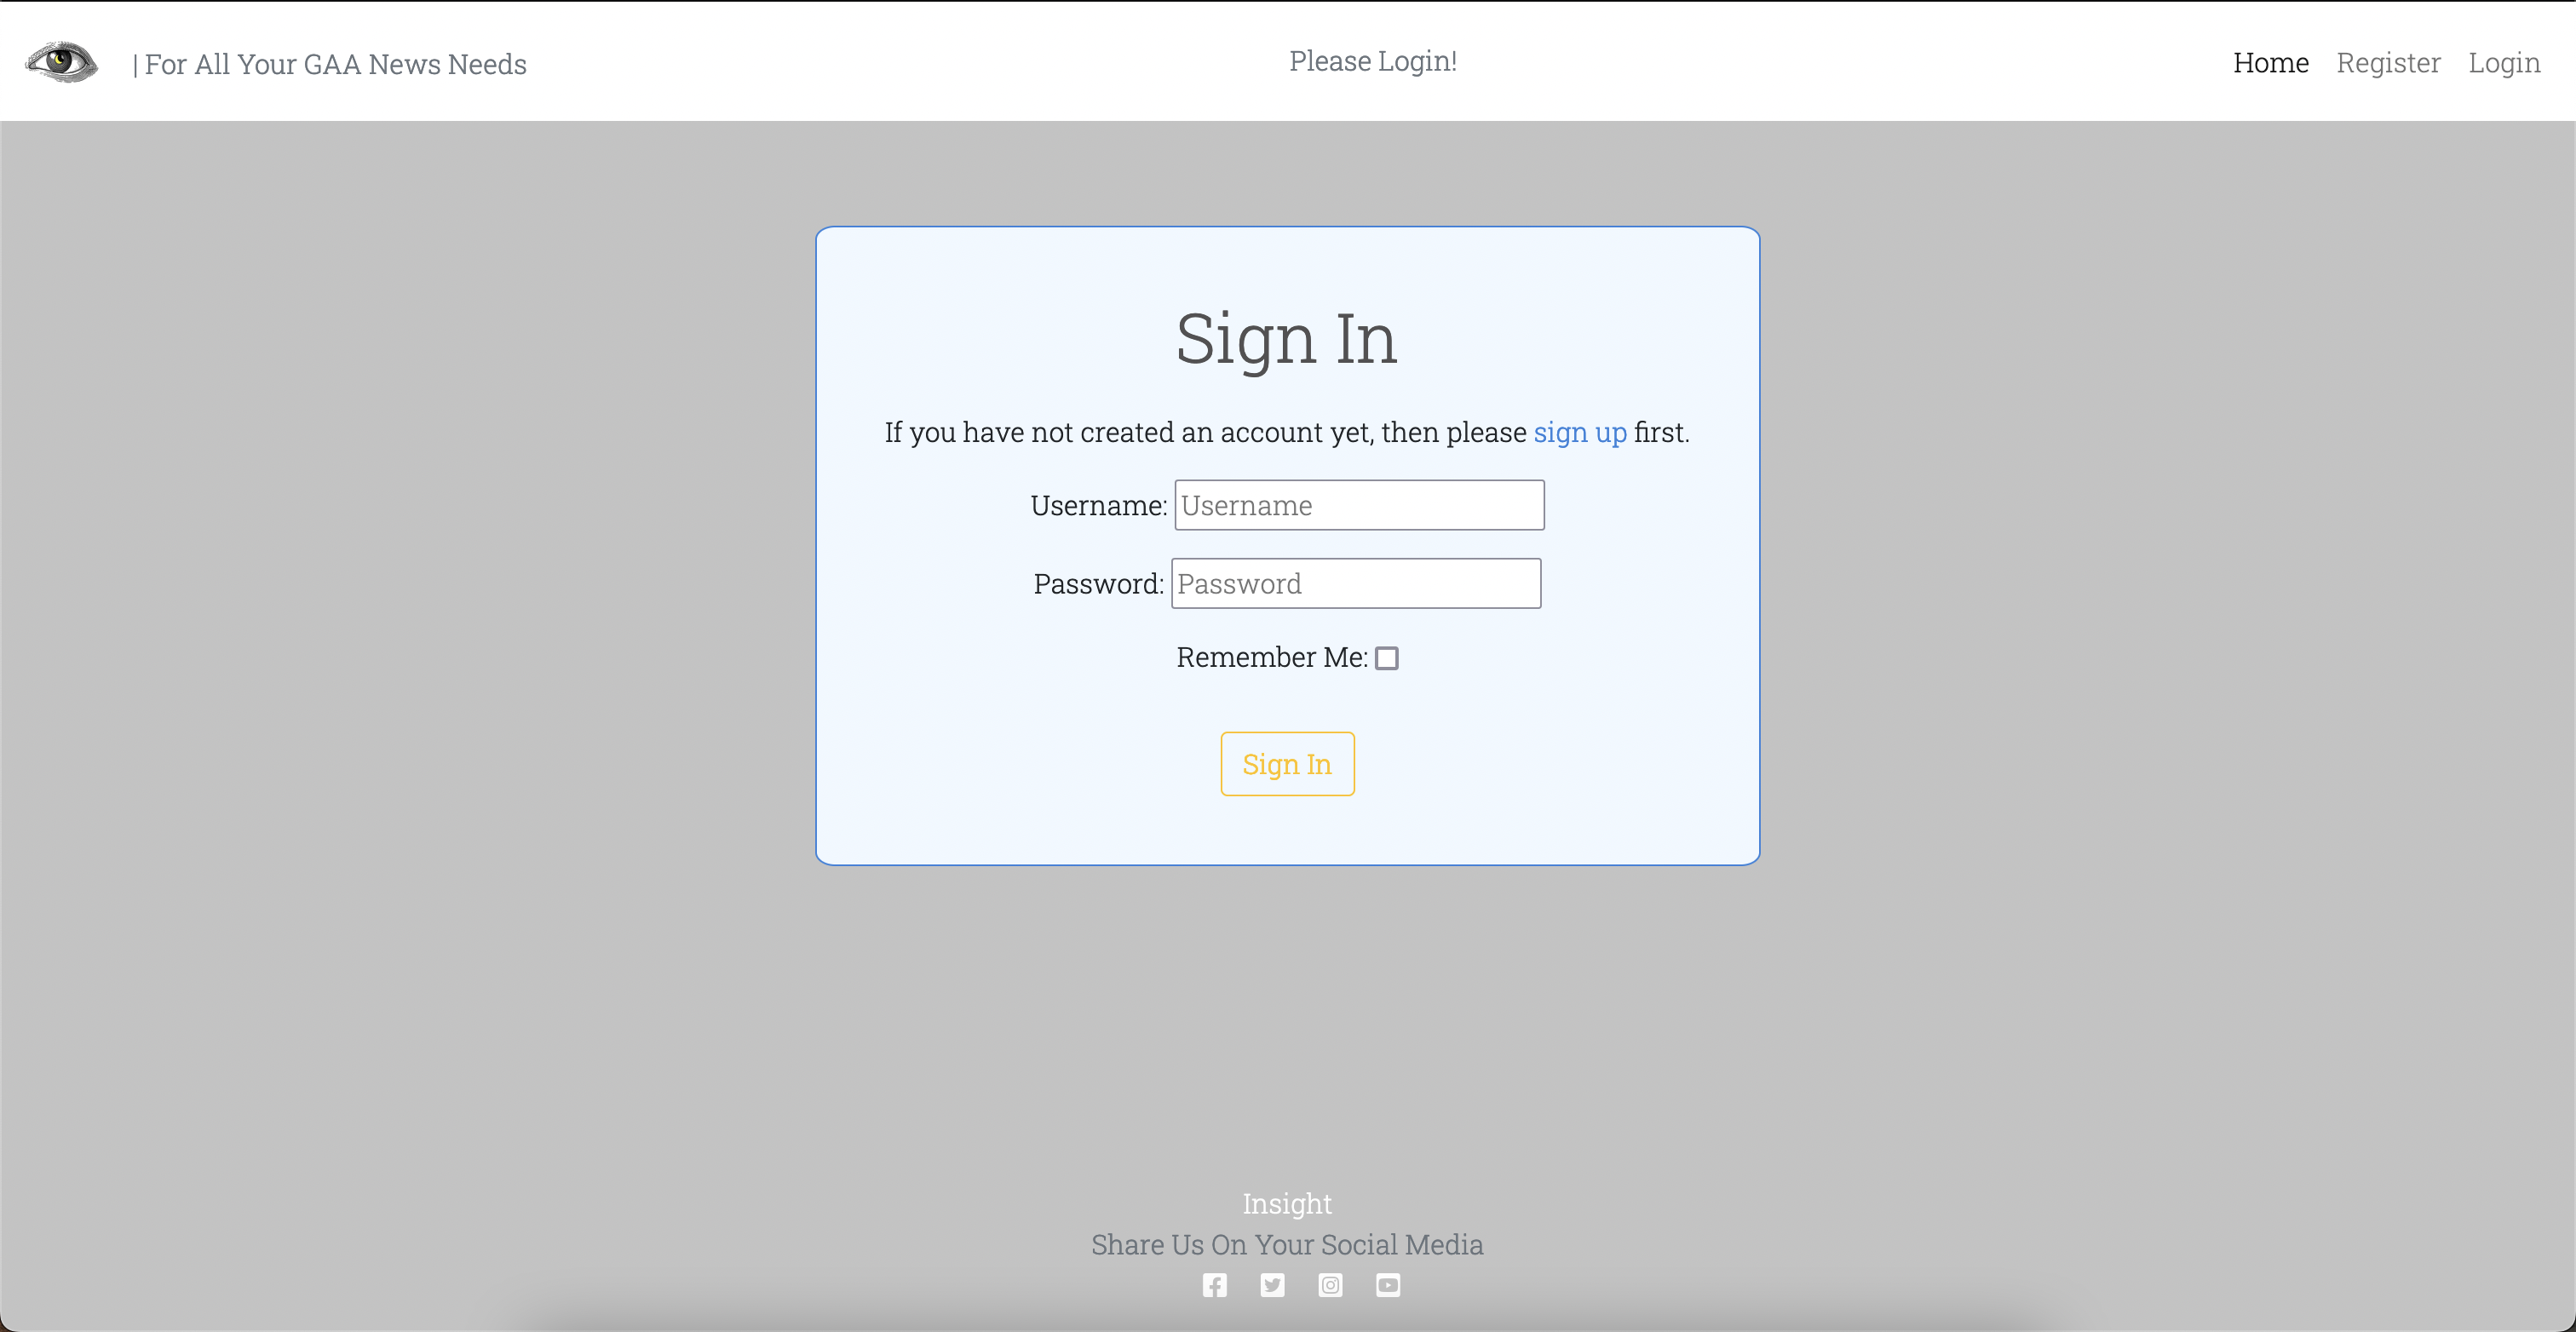 | For All Your GAA News Needs
Please Login!
Home Register Login
Sign In
If you have not created an account yet, then please sign up first.
Username: Username
Password: Password
Remember Me:
Sign In
Insight
Share Us On Your Social Media